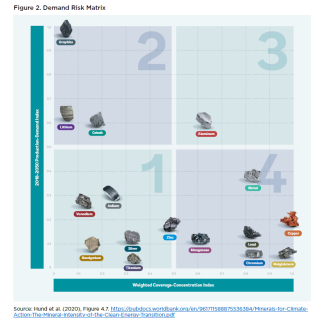 Figure 2. Demand Risk Matrix
2018-2050 Production-Demand Index
2
3
1
4
Graphite
Lithium
Cobalt
Aluminum
Indium
Vanadium
Nickel
Zinc
Copper
Silver
Manganese
Lead
Neodymium
Titanium
Chromium
Molybdenum
Weighted Coverage-Concentration Index
Source: Hund et al. (2020), Figure 4.7. https://pubdocs.worldbank.org/en/961711588875536384/Minerals-for-Climate-
Action-The-Mineral-Intensity-of-the-Clean-Energy-Transition.pdf